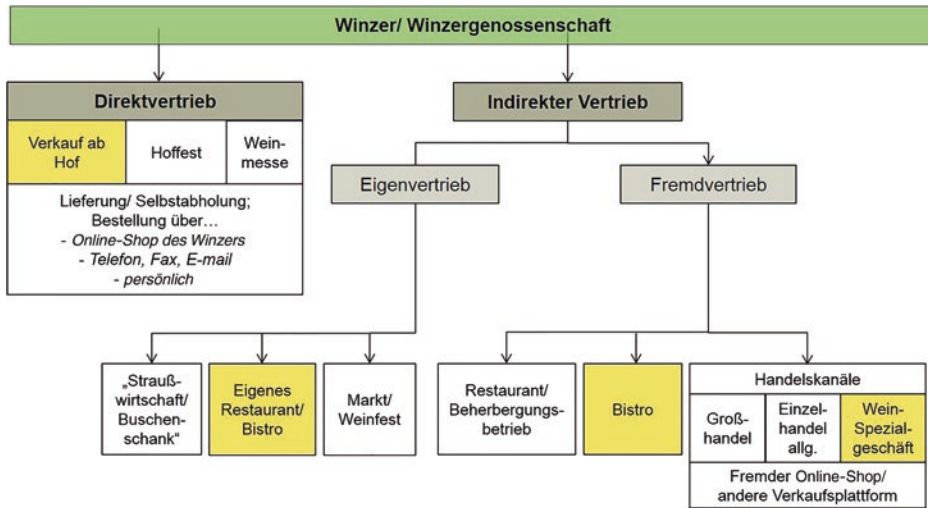 Winzer/ Winzergenossenschaft
Direktvertrieb
Verkauf ab
Hof
Hoffest
Wein-
messe
Lieferung/ Selbstabholung;
Bestellung über…
- Online-Shop des Winzers
- Telefon, Fax, E-mail
- persönlich
Indirekter Vertrieb
Eigenvertrieb
Fremdvertrieb
„Strauß-
wirtschaft/
Buschen-
schank“
Eigenes
Restaurant/
Bistro
Markt/
Weinfest
Restaurant/
Beherbergungs-
betrieb
Bistro
Handelskanäle
Groß-
handel
Einzel-
handel
allg.
Wein-
Spezial-
geschäft
Fremder Online-Shop/
andere Verkaufsplattform